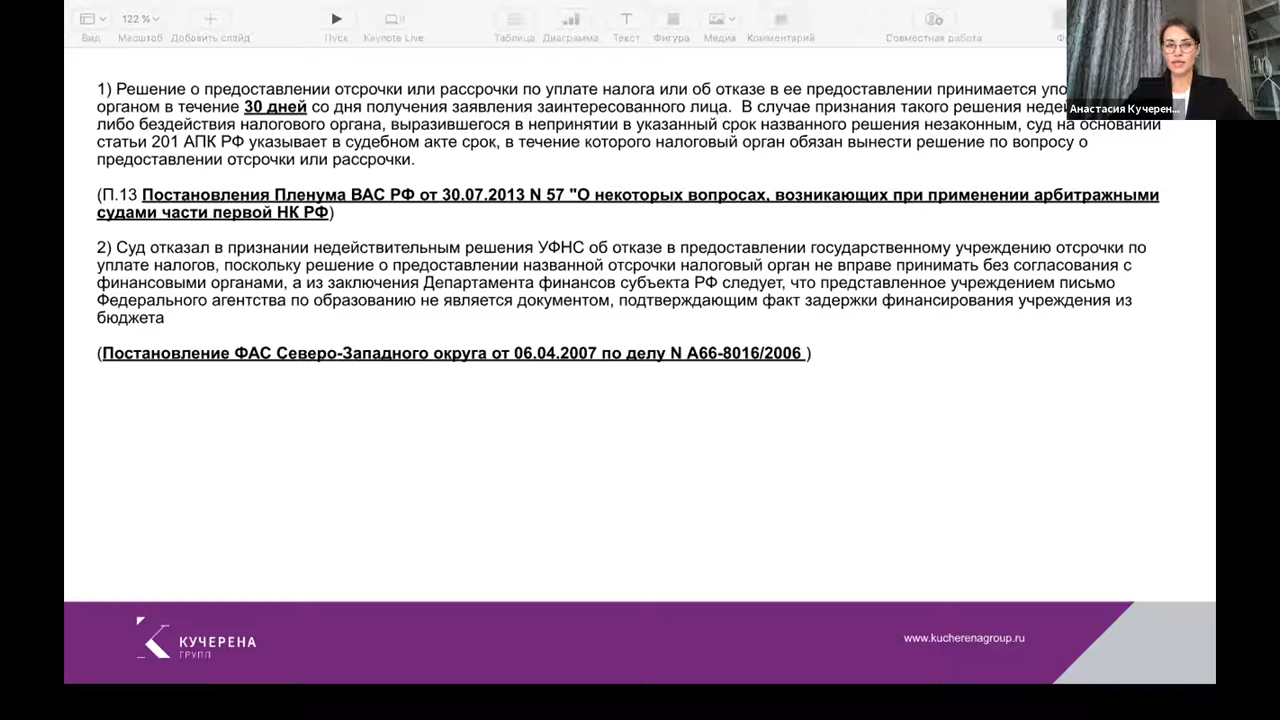 122 %
Вид
Масштаб
Добавить слайд
Пуск
Keynote Live
Таблица
Диаграмма
T
Текст
Фигура
Медиа
Комментарий
Совместная работа
Анастасия Кучерен...
1) Решение о предоставлении отсрочки или рассрочки по уплате налога или об отказе в ее предоставлении принимается упо
органом в течение 30 дней со дня получения заявления заинтересованного лица. В случае признания такого решения недей
либо бездействия налогового органа, выразившегося в непринятии в указанный срок названного решения незаконным, суд на основании
статьи 201 АПК РФ указывает в судебном акте срок, в течение которого налоговый орган обязан вынести решение по вопросу о
предоставлении отсрочки или рассрочки.
(П.13 Постановления Пленума ВАС РФ от 30.07.2013 N 57 "О некоторых вопросах, возникающих при применении арбитражными
судами части первой НК РФ)
2) Суд отказал в признании недействительным решения УФНС об отказе в предоставлении государственному учреждению отсрочки по
уплате налогов, поскольку решение о предоставлении названной отсрочки налоговый орган не вправе принимать без согласования с
финансовыми органами, а из заключения Департамента финансов субъекта РФ следует, что представленное учреждением письмо
Федерального агентства по образованию не является документом, подтверждающим факт задержки финансирования учреждения из
бюджета
(Постановление ФАС Северо-Западного округа от 06.04.2007 по делу N А66-8016/2006 )
КУЧЕРЕНА
ГРУПП
www.kucherenagroup.ru